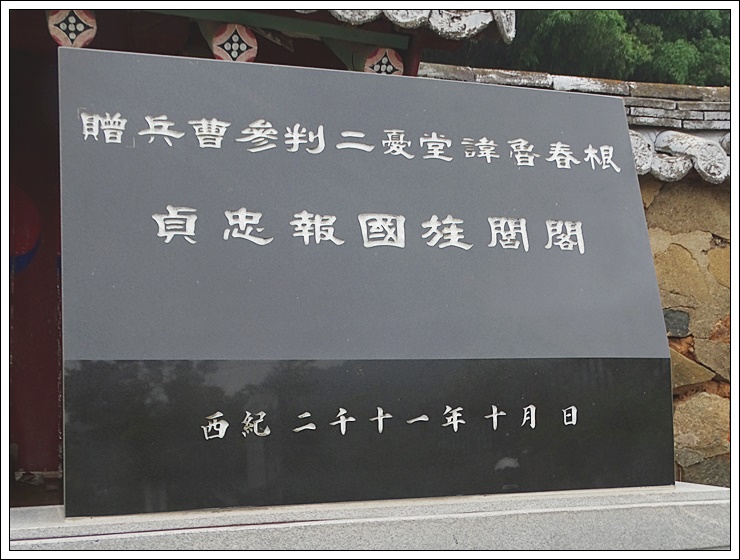 「贈」兵曹參判二憂堂諱魯春根
貞忠報國旌閭閣
西紀 二千十一年 十月 日